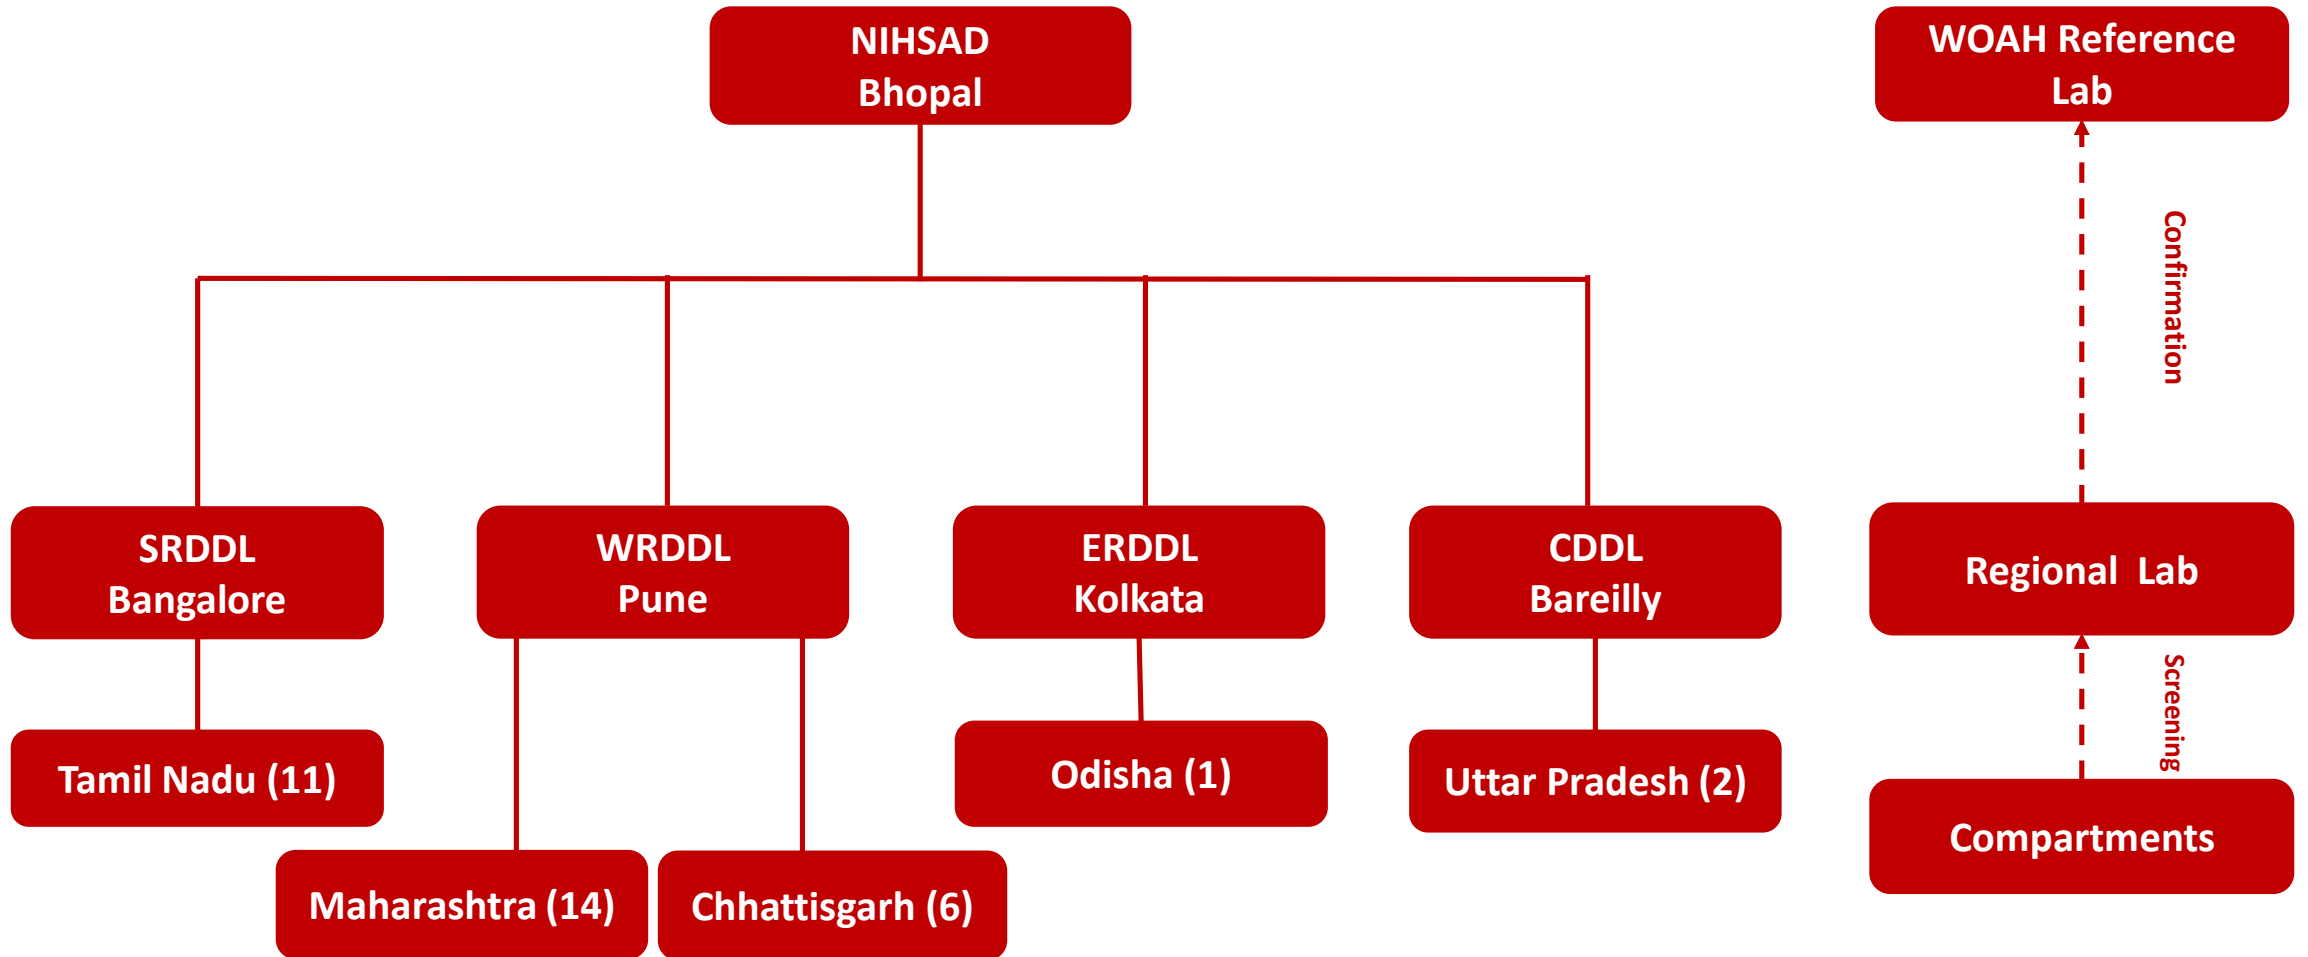 NIHSAD
Bhopal
WOAH Reference
Lab
Confirmation
SRDDL
Bangalore
WRDDL
Pune
ERDDL
Kolkata
CDDL
Bareilly
Regional Lab
Screening
Tamil Nadu (11)
Odisha (1)
Uttar Pradesh (2)
Compartments
Maharashtra (14)
Chhattisgarh (6)